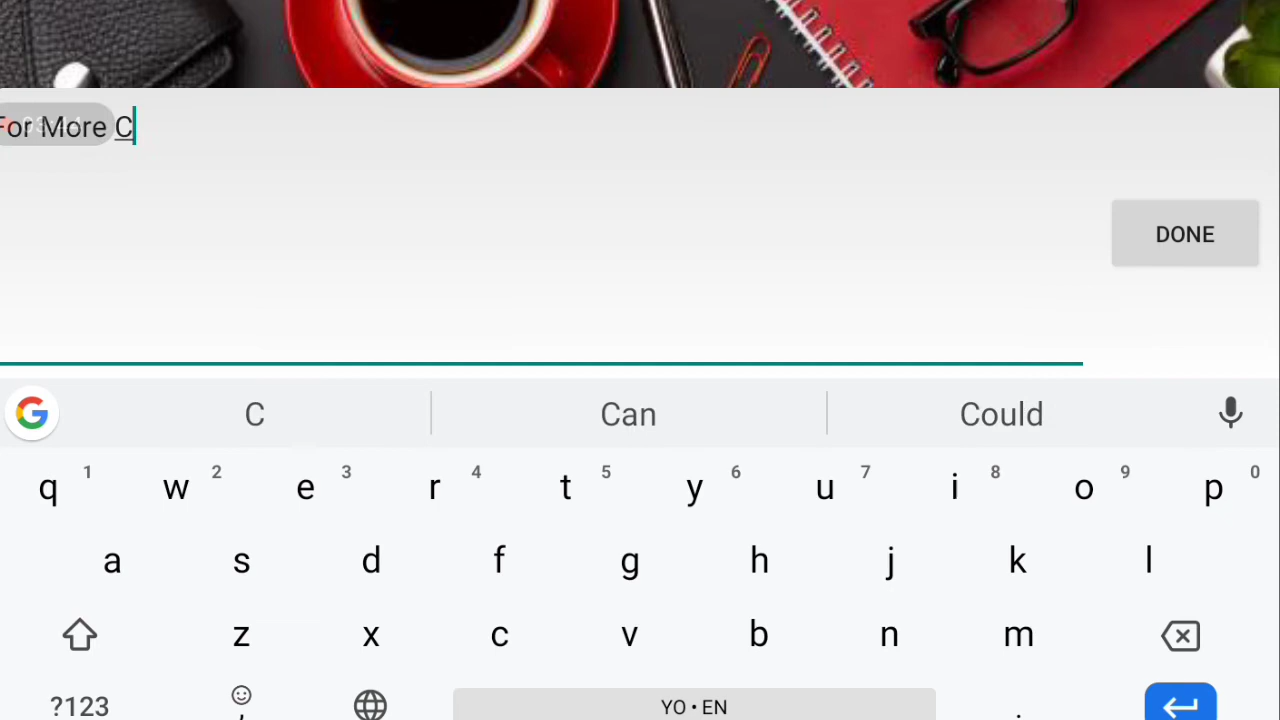 For More C
DONE
C Can Could
q 1 w 2 e 3 r 4 t 5 y 6 u 7 i 8 o 9 p 0
a s d f g h j k l
z x c v b n m
?123 , YO • EN .